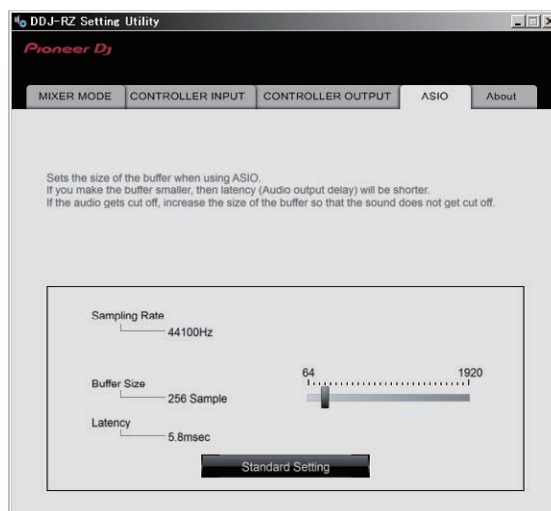 DDJ-RZ Setting Utility
Pioneer Dj
MIXER MODE CONTROLLER INPUT CONTROLLER OUTPUT ASIO About
Sets the size of the buffer when using ASIO.
If you make the buffer smaller, then latency (Audio output delay) will be shorter.
If the audio gets cut off, increase the size of the buffer so that the sound does not get cut off.
Sampling Rate
44100Hz
64 1920
Buffer Size
256 Sample
Latency
5.8msec
Standard Setting